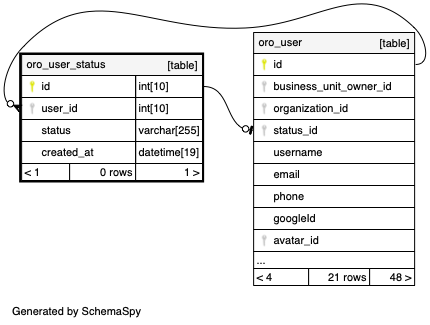 oro_user_status [table]
id int[10]
user_id int[10]
status varchar[255]
created_at datetime[19]
< 1 0 rows 1 >
oro_user [table]
id
business_unit_owner_id
organization_id
status_id
username
email
phone
googleId
avatar_id
...
< 4 21 rows 48 >
Generated by SchemaSpy